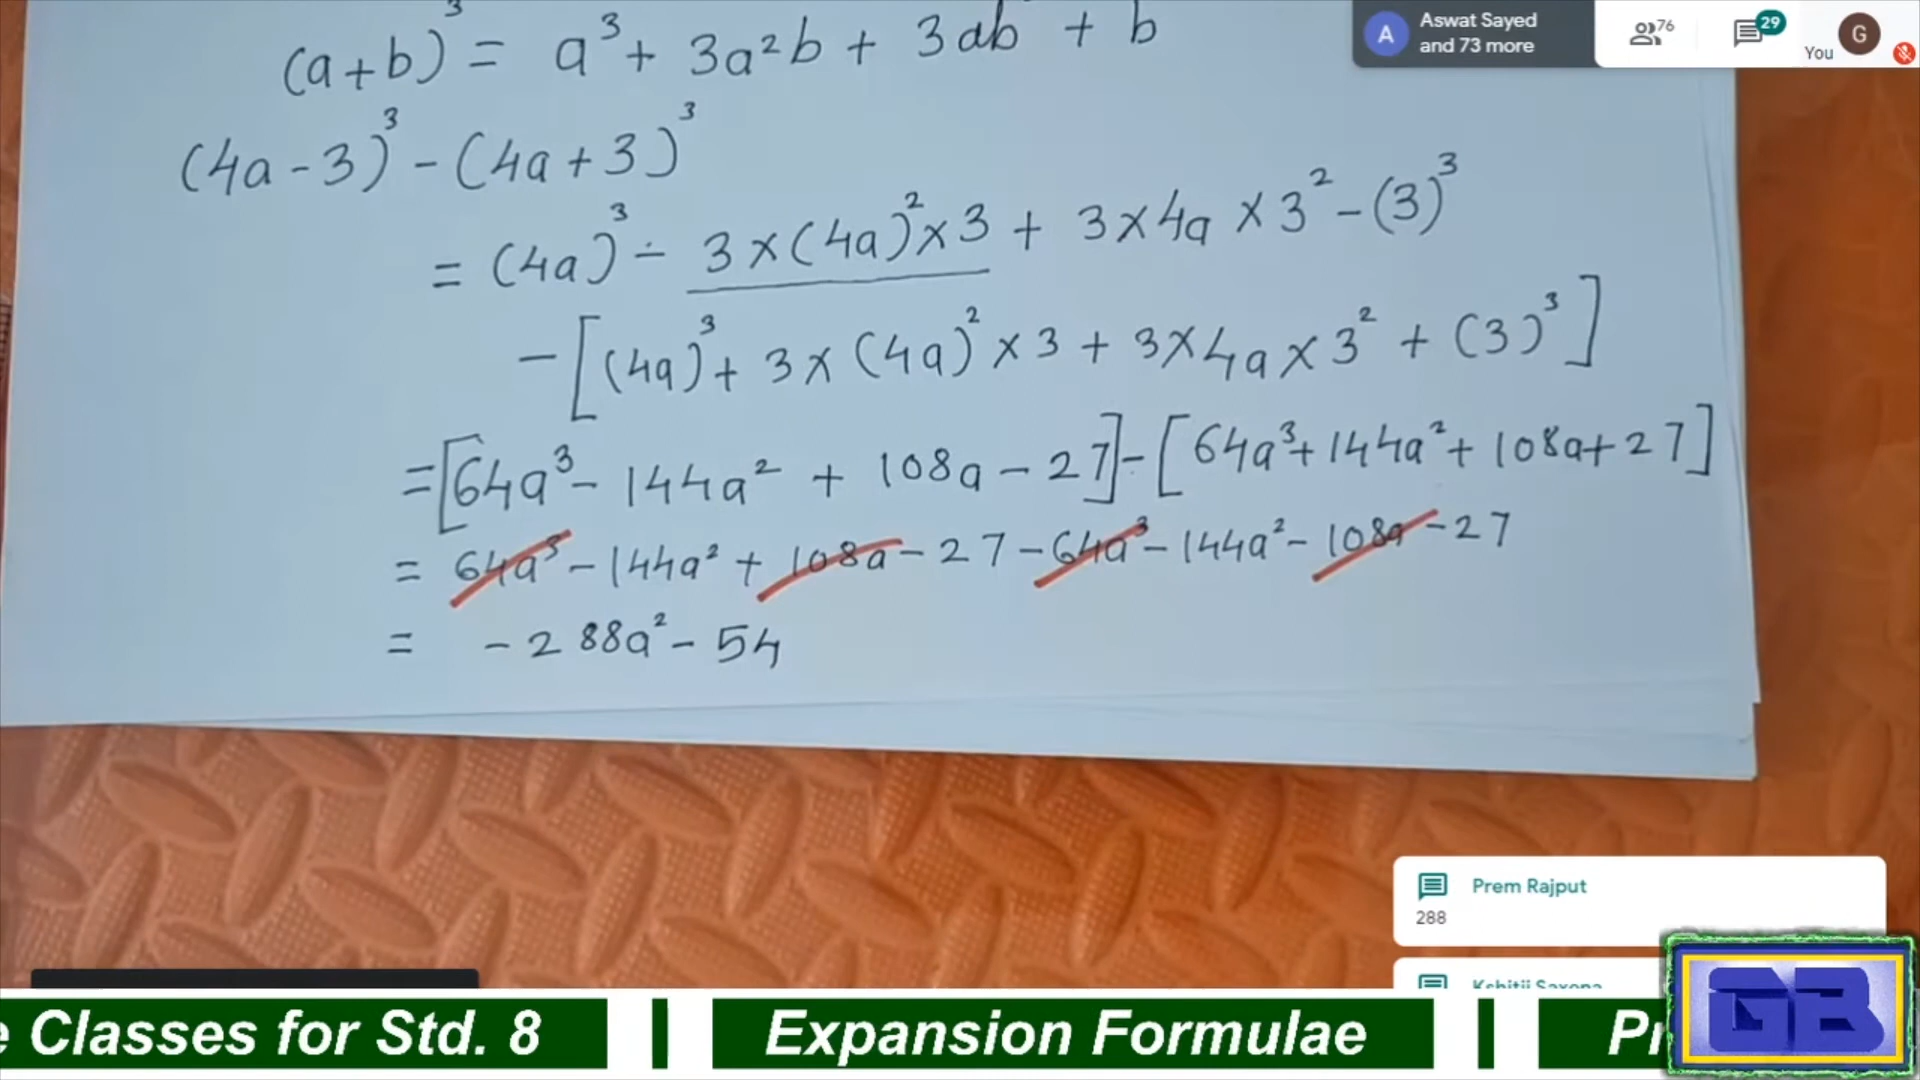 (a+b)³ = a³ + 3a²b + 3ab + b
(4a-3)³ - (4a+3)³
= (4a)³ - 3×(4a)²×3 + 3×4a×3² - (3)³
- [(4a)³ + 3×(4a)²×3 + 3×4a×3² + (3)³]
= [64a³ - 144a² + 108a - 27] - [64a³ + 144a² + 108a + 27]
= 64a³ - 144a² + 108a - 27 - 64a³ - 144a² - 108a - 27
= - 288a² - 54
A
Aswat Sayed
and 73 more
76
29
You
G
Prem Rajput
288
Kshitij Saxena
e Classes for Std. 8 | Expansion Formulae |
GB